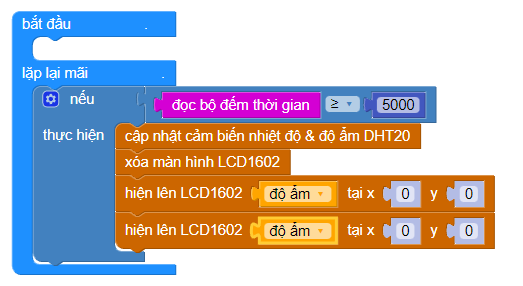 bắt đầu .
lặp lại mãi .
nếu đọc bộ đếm thời gian ≥ 5000
thực hiện cập nhật cảm biến nhiệt độ & độ ẩm DHT20
xóa màn hình LCD1602
hiện lên LCD1602 độ ẩm tại x 0 y 0
hiện lên LCD1602 độ ẩm tại x 0 y 0